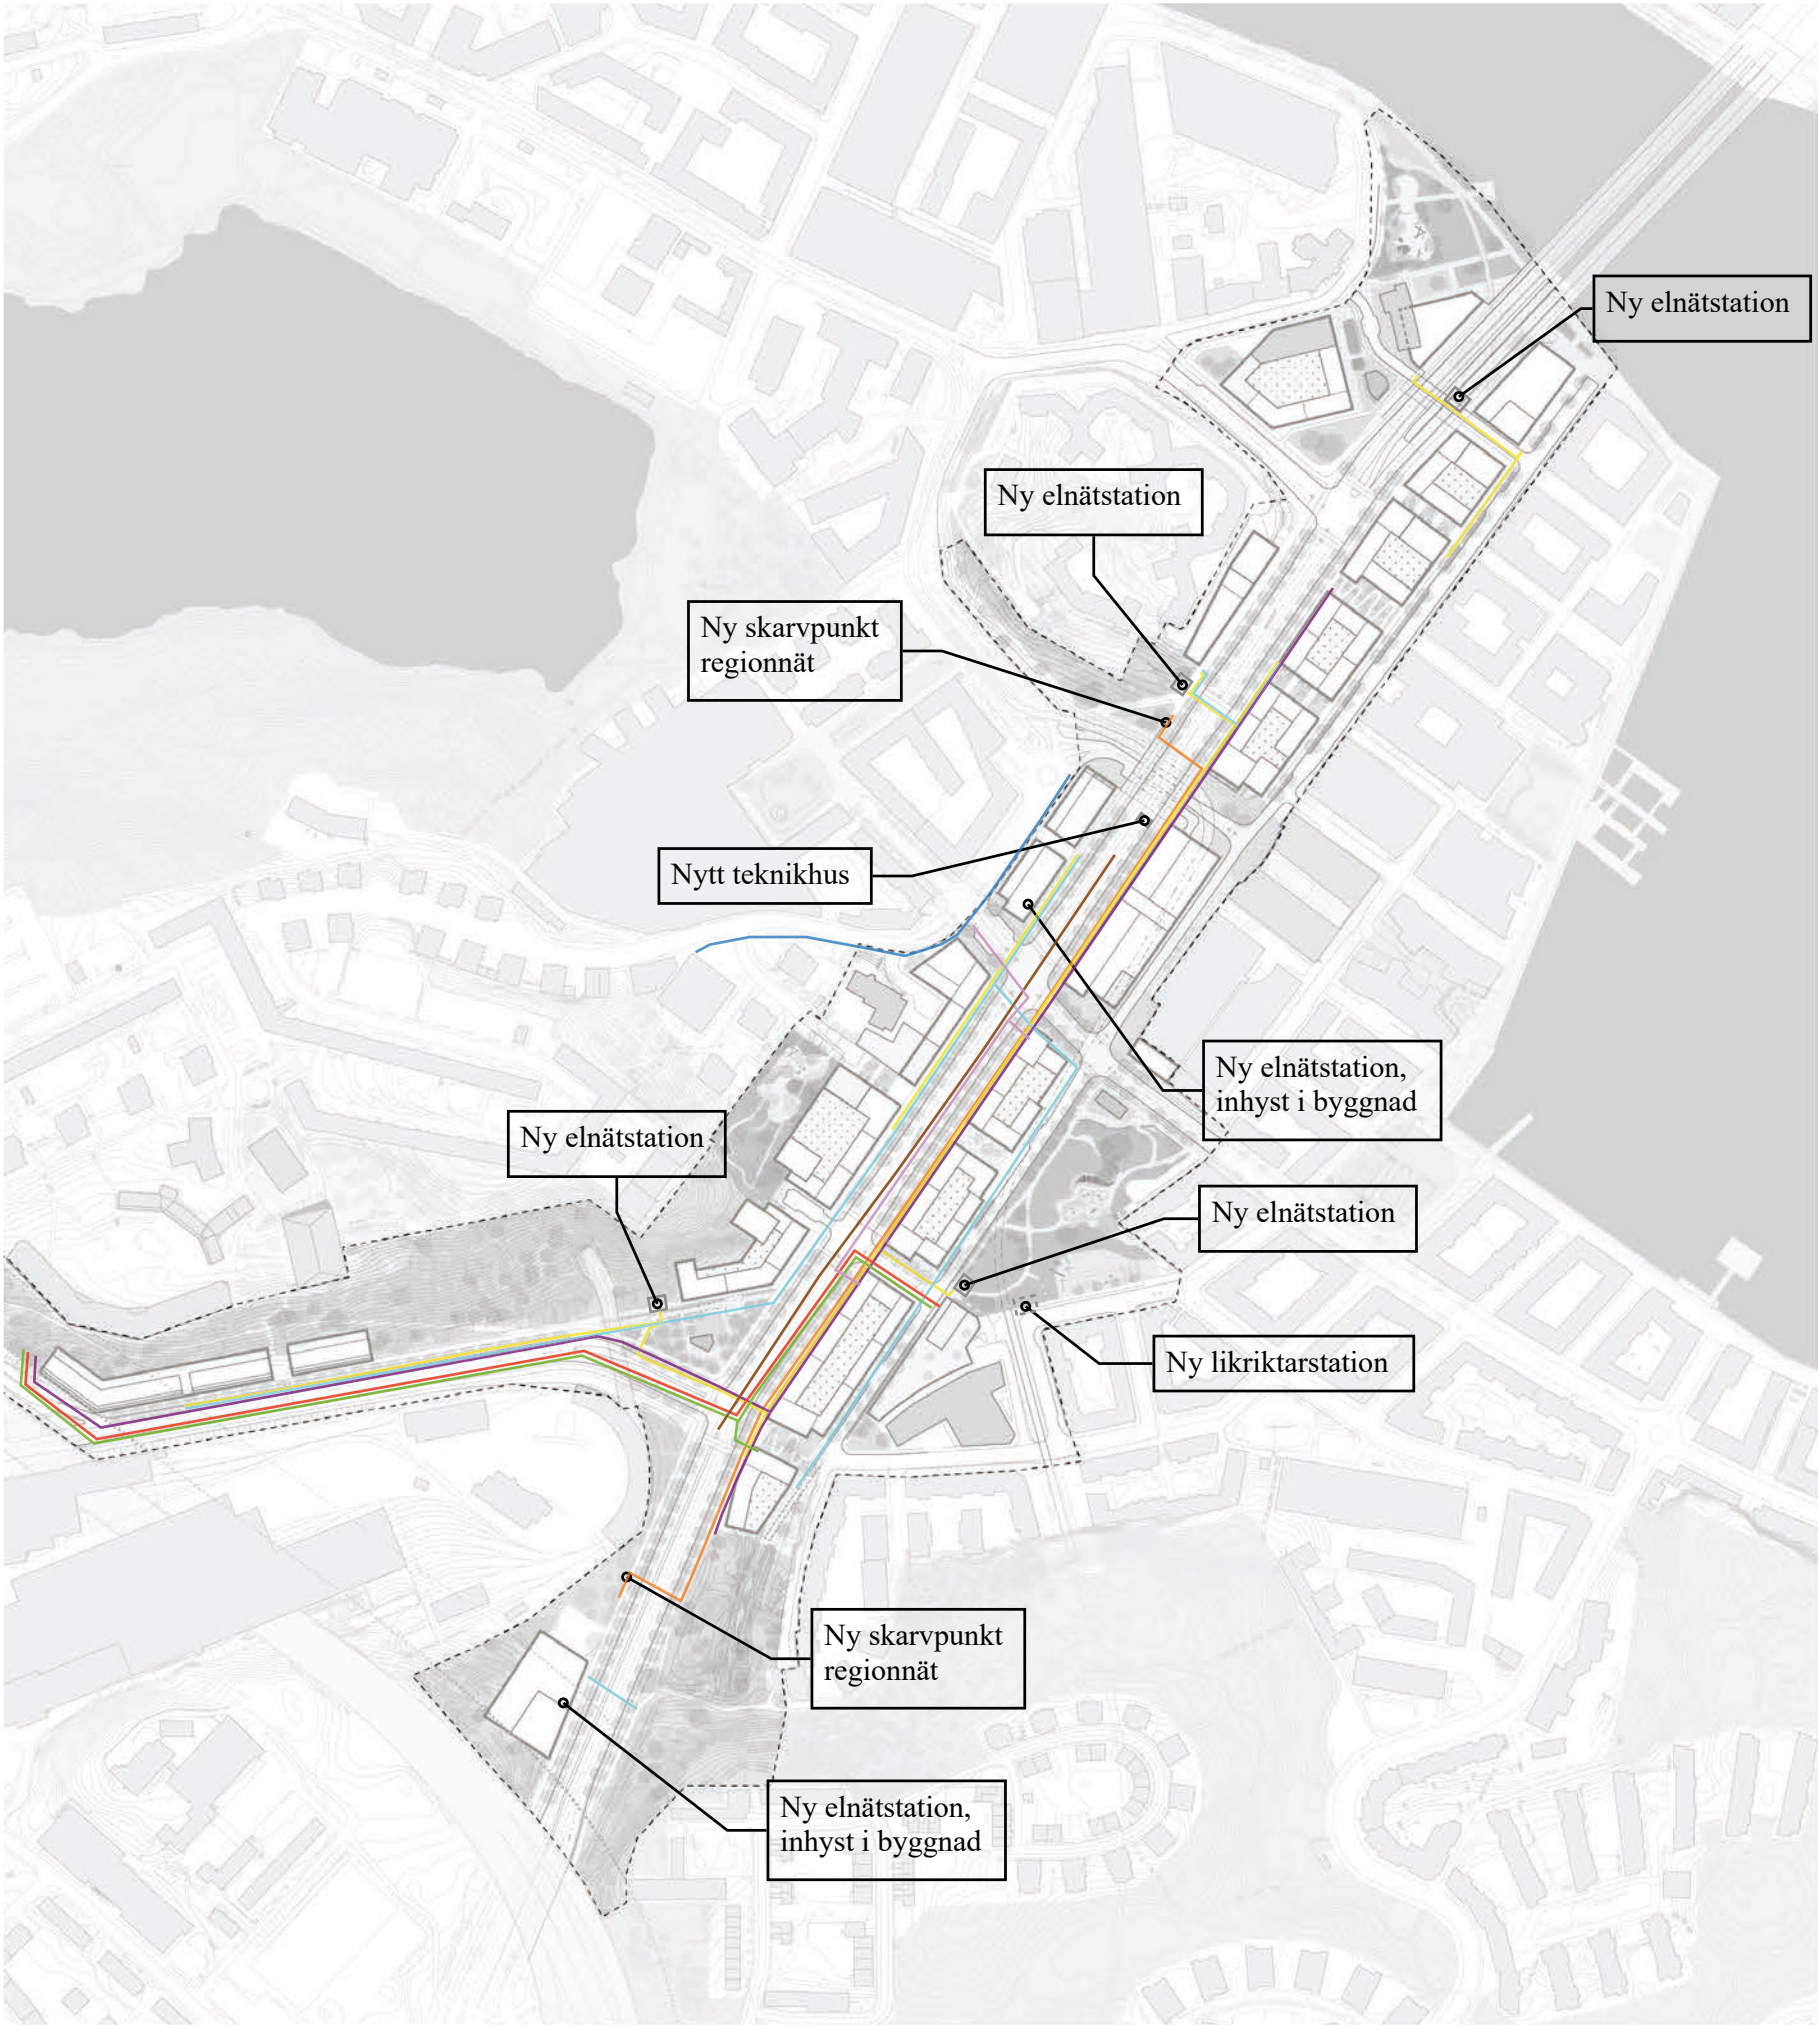 Ny elnätstation
Ny elnätstation
Ny skarvpunkt
regionnät
Nytt teknikhus
Ny elnätstation,
inhyst i byggnad
Ny elnätstation
Ny elnätstation
Ny likriktarstation
Ny skarvpunkt
regionnät
Ny elnätstation,
inhyst i byggnad